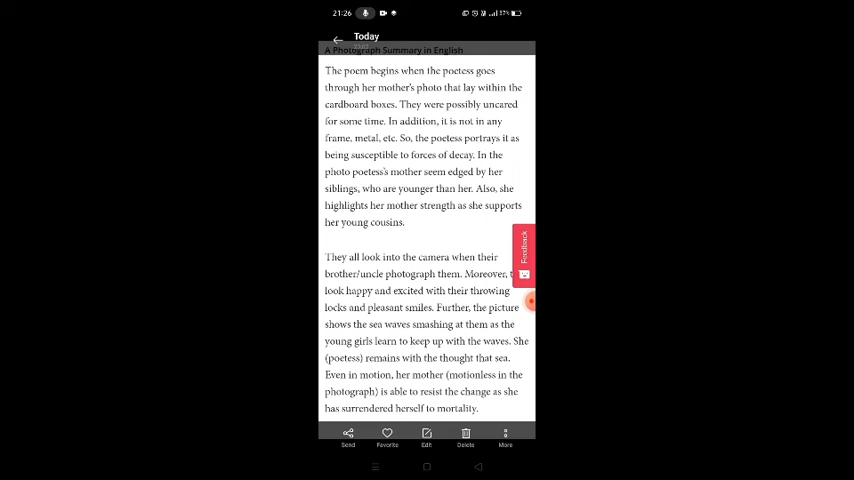 21:26
37%
Today
A Photograph Summary in English
The poem begins when the poetess goes
through her mother's photo that lay within the
cardboard boxes. They were possibly uncared
for some time. In addition, it is not in any
frame, metal, etc. So, the poetess portrays it as
being susceptible to forces of decay. In the
photo poetess's mother seem edged by her
siblings, who are younger than her. Also, she
highlights her mother strength as she supports
her young cousins.
They all look into the camera when their
brother/uncle photograph them. Moreover,
look happy and excited with their throwing
locks and pleasant smiles. Further, the picture
shows the sea waves smashing at them as the
young girls learn to keep up with the waves. She
(poetess) remains with the thought that sea.
Even in motion, her mother (motionless in the
photograph) is able to resist the change as she
has surrendered herself to mortality.
Feedback
Send Favorite Edit Delete More